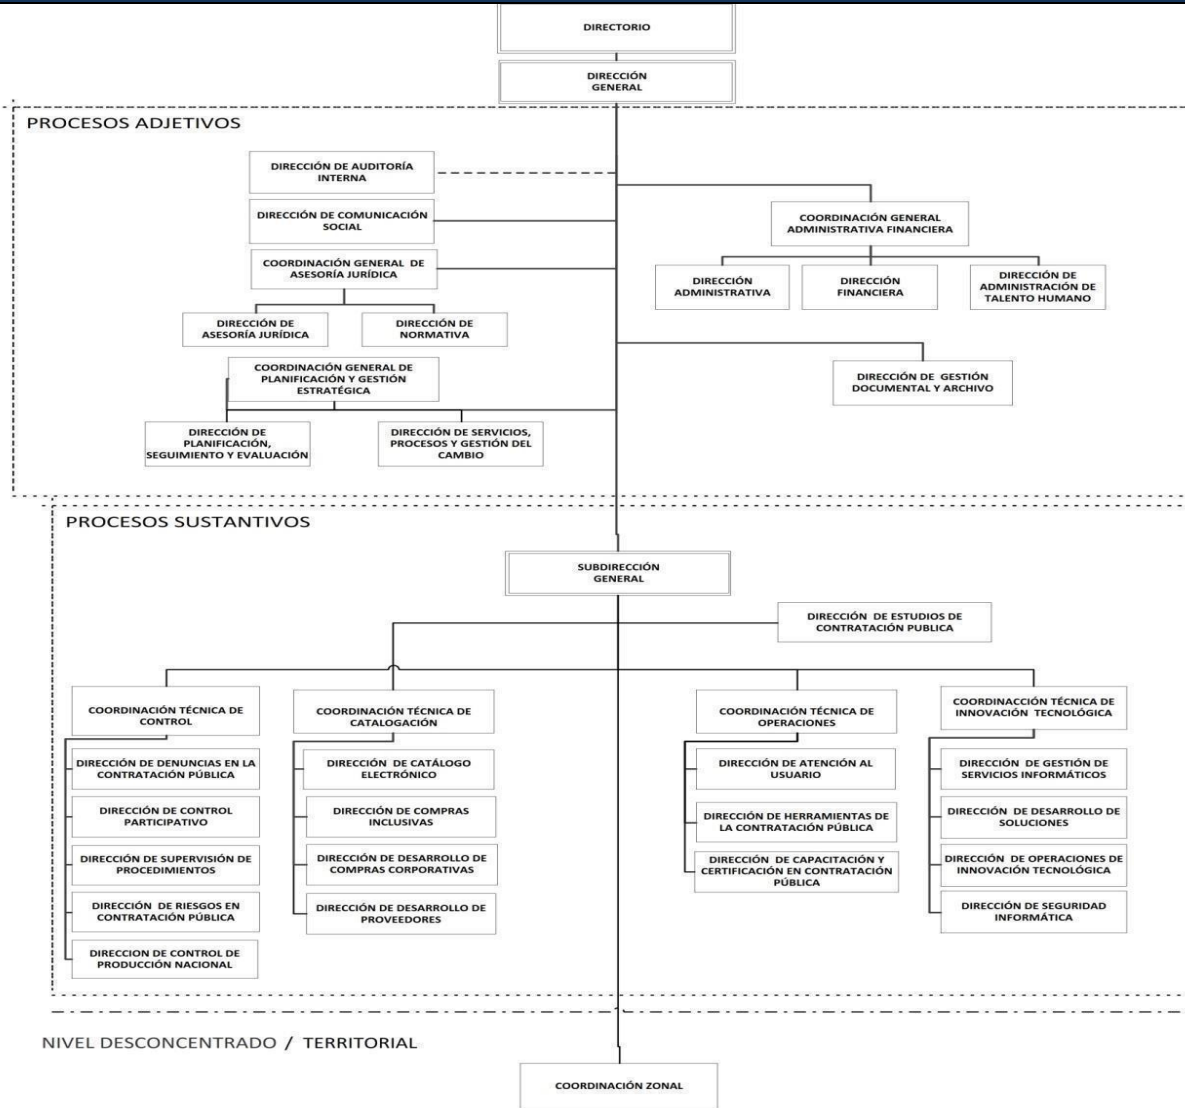 DIRECTORIO
DIRECCIÓN
GENERAL
PROCESOS ADJETIVOS
DIRECCIÓN DE AUDITORÍA
INTERNA
DIRECCIÓN DE COMUNICACIÓN
SOCIAL
COORDINACIÓN GENERAL DE
ASESORÍA JURÍDICA
DIRECCIÓN DE
ASESORÍA JURÍDICA
DIRECCIÓN DE
NORMATIVA
COORDINACIÓN GENERAL DE
PLANIFICACIÓN Y GESTIÓN
ESTRATÉGICA
DIRECCIÓN DE
PLANIFICACIÓN,
SEGUIMIENTO Y EVALUACIÓN
DIRECCIÓN DE SERVICIOS,
PROCESOS Y GESTIÓN DEL
CAMBIO
COORDINACIÓN GENERAL
ADMINISTRATIVA FINANCIERA
DIRECCIÓN
ADMINISTRATIVA
DIRECCIÓN
FINANCIERA
DIRECCIÓN DE
ADMINISTRACIÓN DE
TALENTO HUMANO
DIRECCIÓN DE GESTIÓN
DOCUMENTAL Y ARCHIVO
PROCESOS SUSTANTIVOS
SUBDIRECCIÓN
GENERAL
DIRECCIÓN DE ESTUDIOS DE
CONTRATACIÓN PUBLICA
COORDINACIÓN TÉCNICA DE
CONTROL
DIRECCIÓN DE DENUNCIAS EN LA
CONTRATACIÓN PÚBLICA
DIRECCIÓN DE CONTROL
PARTICIPATIVO
DIRECCIÓN DE SUPERVISIÓN DE
PROCEDIMIENTOS
DIRECCIÓN DE RIESGOS EN
CONTRATACIÓN PÚBLICA
DIRECCION DE CONTROL DE
PRODUCCIÓN NACIONAL
COORDINACIÓN TÉCNICA DE
CATALOGACIÓN
DIRECCIÓN DE CATÁLOGO
ELECTRÓNICO
DIRECCIÓN DE COMPRAS
INCLUSIVAS
DIRECCIÓN DE DESARROLLO DE
COMPRAS CORPORATIVAS
DIRECCIÓN DE DESARROLLO DE
PROVEEDORES
COORDINACIÓN TÉCNICA DE
OPERACIONES
DIRECCIÓN DE ATENCIÓN AL
USUARIO
DIRECCIÓN DE HERRAMIENTAS DE
LA CONTRATACIÓN PÚBLICA
DIRECCIÓN DE CAPACITACIÓN Y
CERTIFICACIÓN EN CONTRATACIÓN
PÚBLICA
COORDINACCIÓN TÉCNICA DE
INNOVACIÓN TECNOLÓGICA
DIRECCIÓN DE GESTIÓN DE
SERVICIOS INFORMÁTICOS
DIRECCIÓN DE DESARROLLO DE
SOLUCIONES
DIRECCIÓN DE OPERACIONES DE
INNOVACIÓN TECNOLÓGICA
DIRECCIÓN DE SEGURIDAD
INFORMÁTICA
NIVEL DESCONCENTRADO / TERRITORIAL
COORDINACIÓN ZONAL